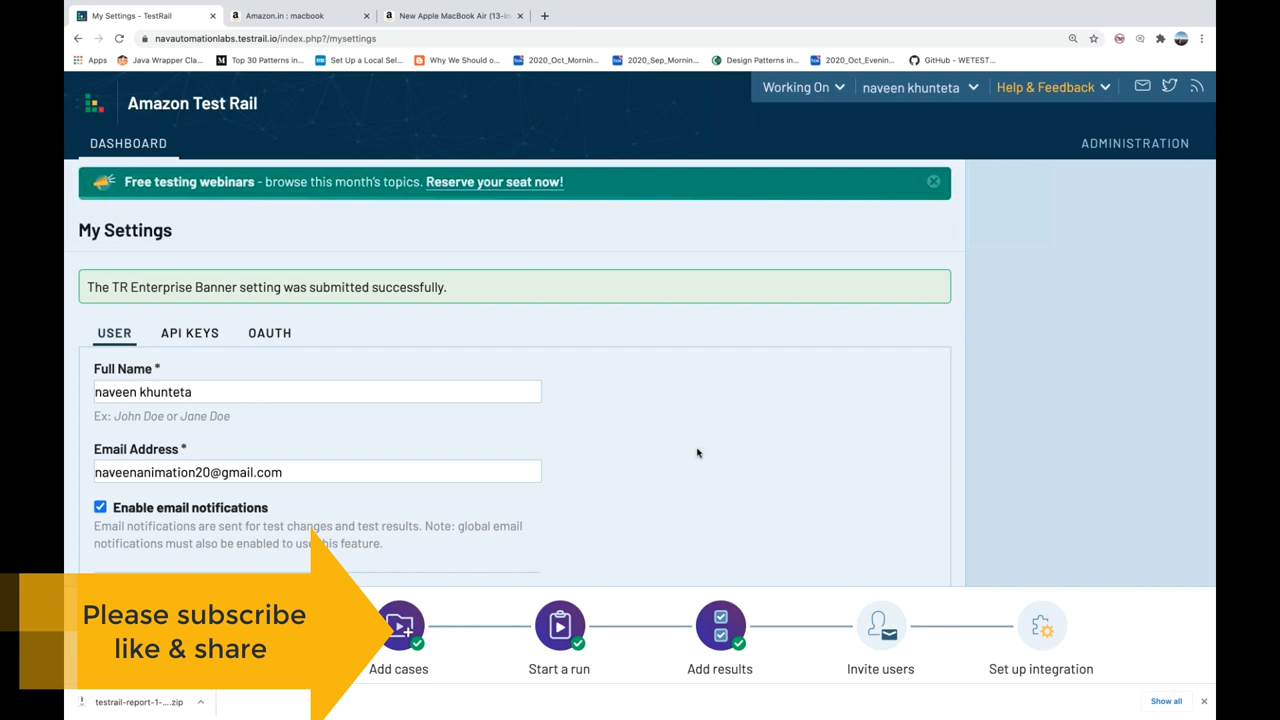 My Settings - TestRail
Amazon.in : macbook
New Apple MacBook Air (13-in
navautomationlabs.testrail.io/index.php?/mysettings
Apps
Java Wrapper Cla...
Top 30 Patterns in...
Set Up a Local Sel...
Why We Should o...
2020_Oct_Mornin...
2020_Sep_Mornin...
Design Patterns in...
2020_Oct_Evenin...
GitHub - WETEST...
Amazon Test Rail
Working On
naveen khunteta
Help & Feedback
DASHBOARD
ADMINISTRATION
Free testing webinars - browse this month's topics. Reserve your seat now!
My Settings
The TR Enterprise Banner setting was submitted successfully.
USER
API KEYS
OAUTH
Full Name *
naveen khunteta
Ex: John Doe or Jane Doe
Email Address *
naveenanimation20@gmail.com
Enable email notifications
Email notifications are sent for test changes and test results. Note: global email
notifications must also be enabled to use this feature.
Please subscribe
like & share
Add cases
Start a run
Add results
Invite users
Set up integration
testrail-report-1-....zip
Show all